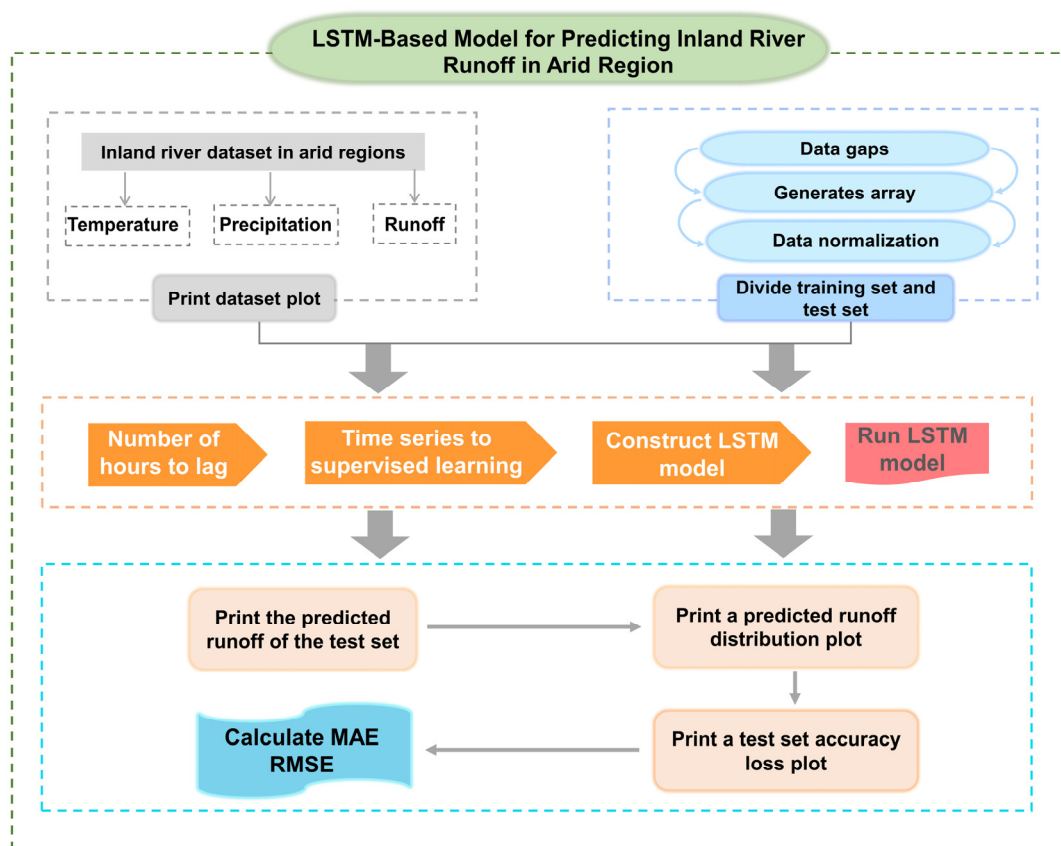 LSTM-Based Model for Predicting Inland River
Runoff in Arid Region
Inland river dataset in arid regions
Temperature
Precipitation
Runoff
Print dataset plot
Data gaps
Generates array
Data normalization
Divide training set and
test set
Number of
hours to lag
Time series to
supervised learning
Construct LSTM
model
Run LSTM
model
Print the predicted
runoff of the test set
Print a predicted runoff
distribution plot
Print a test set accuracy
loss plot
Calculate MAE
RMSE